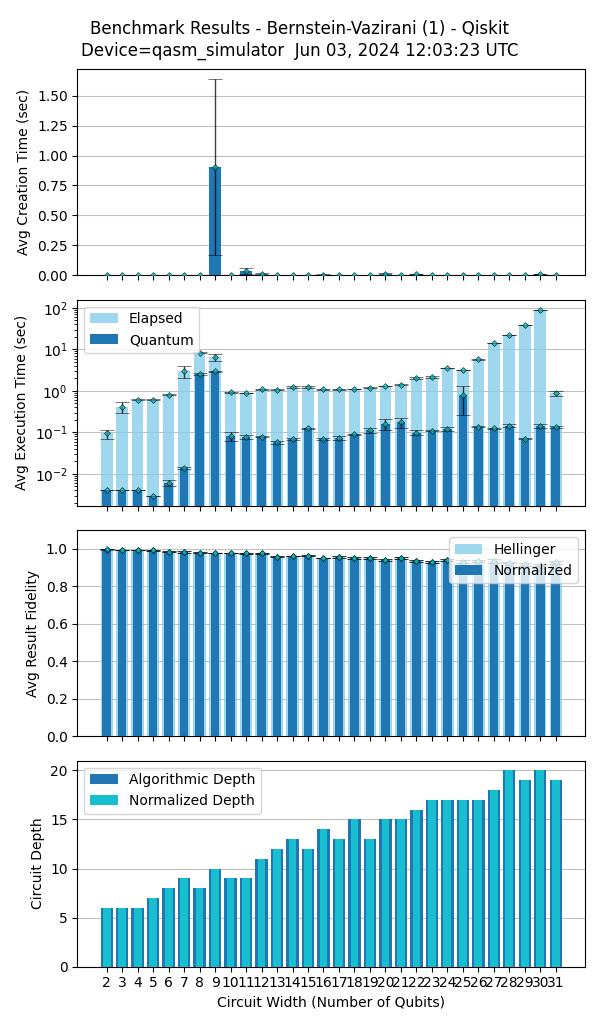 Benchmark Results - Bernstein-Vazirani (1) - Qiskit
Device=qasm_simulator  Jun 03, 2024 12:03:23 UTC
Avg Creation Time (sec)
1.50
1.25
1.00
0.75
0.50
0.25
0.00
Avg Execution Time (sec)
10²
10¹
10⁰
10⁻¹
10⁻²
Elapsed
Quantum
Avg Result Fidelity
1.0
0.8
0.6
0.4
0.2
0.0
Hellinger
Normalized
Circuit Depth
20
15
10
5
0
Algorithmic Depth
Normalized Depth
2 3 4 5 6 7 8 9 10 11 12 13 14 15 16 17 18 19 20 21 22 23 24 25 26 27 28 29 30 31
Circuit Width (Number of Qubits)